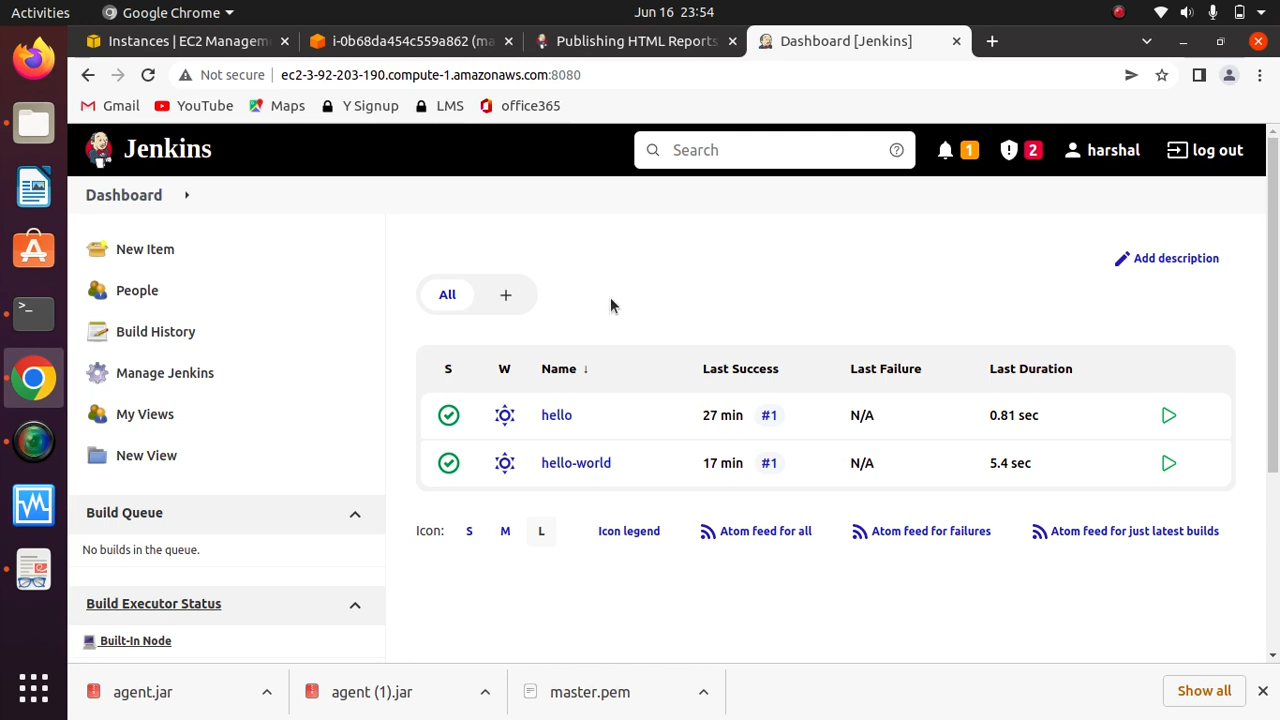 Activities
Google Chrome
Jun 16 23:54
Instances | EC2 Managem
i-0b68da454c559a862 (ma
Publishing HTML Reports
Dashboard [Jenkins]
Not secure
ec2-3-92-203-190.compute-1.amazonaws.com:8080
Gmail
YouTube
Maps
Y Signup
LMS
office365
Jenkins
Search
1
2
harshal
log out
Dashboard
New Item
People
Build History
Manage Jenkins
My Views
New View
Build Queue
No builds in the queue.
Build Executor Status
Built-In Node
Add description
All
+
S W Name ↓ Last Success Last Failure Last Duration
hello 27 min #1 N/A 0.81 sec
hello-world 17 min #1 N/A 5.4 sec
Icon: S M L Icon legend Atom feed for all Atom feed for failures Atom feed for just latest builds
agent.jar
agent (1).jar
master.pem
Show all